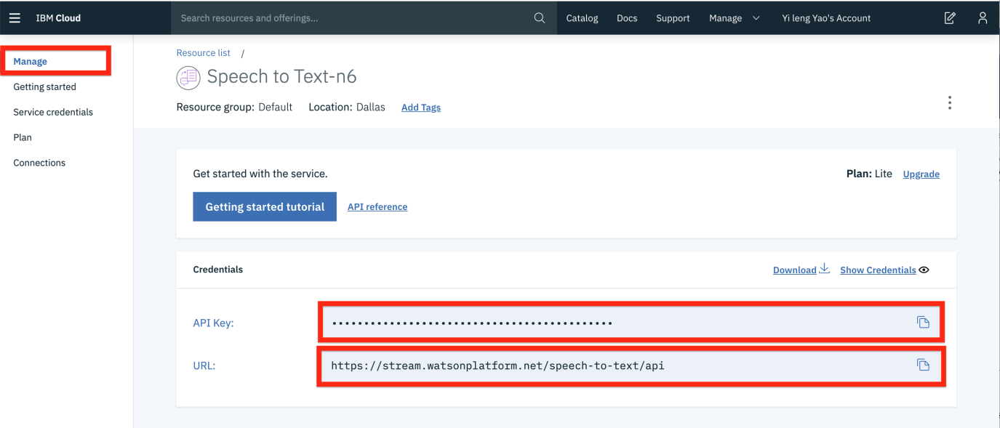 IBM Cloud Search resources and offerings... Catalog Docs Support Manage Yi leng Yao's Account
Manage
Getting started
Service credentials
Plan
Connections
Resource list /
Speech to Text-n6
Resource group: Default Location: Dallas Add Tags
Get started with the service. Plan: Lite Upgrade
Getting started tutorial API reference
Credentials Download Show Credentials
API Key: ••••••••••••••••••••••••••••••••••••••••••••
URL: https://stream.watsonplatform.net/speech-to-text/api